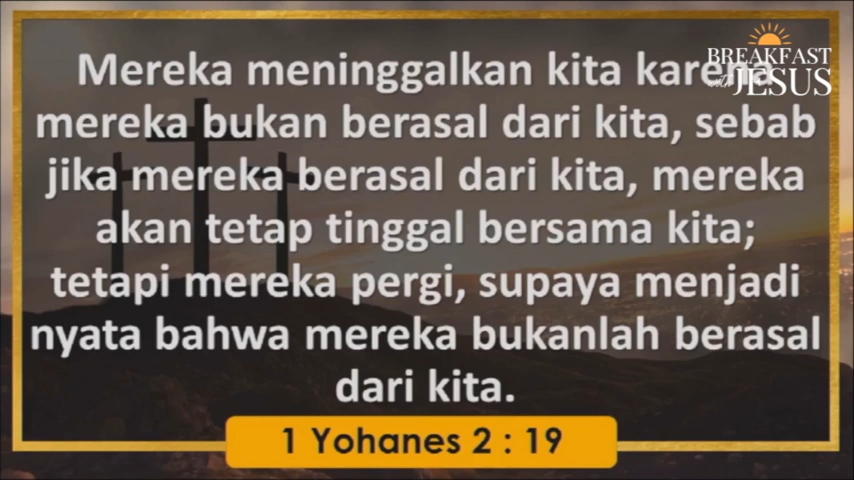 BREAKFAST
with JESUS
Mereka meninggalkan kita karena
mereka bukan berasal dari kita, sebab
jika mereka berasal dari kita, mereka
akan tetap tinggal bersama kita;
tetapi mereka pergi, supaya menjadi
nyata bahwa mereka bukanlah berasal
dari kita.
1 Yohanes 2 : 19